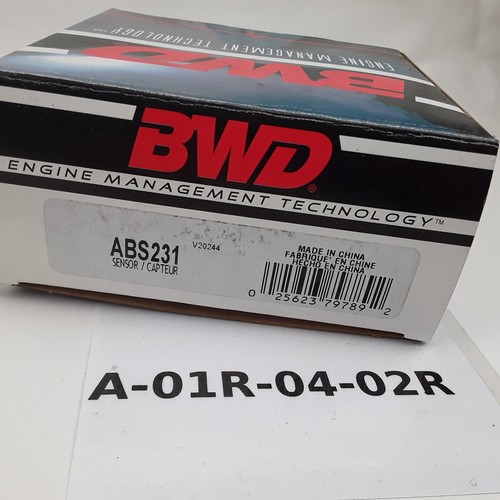 ENGINE MANAGEMENT TECHNOLOGY™
BWD
BWD®
ENGINE MANAGEMENT TECHNOLOGY™
ABS231 V20244
SENSOR / CAPTEUR
MADE IN CHINA
FABRIQUE' EN CHINE
HECHO EN CHINA
0 25623 79789 2
A-01R-04-02R